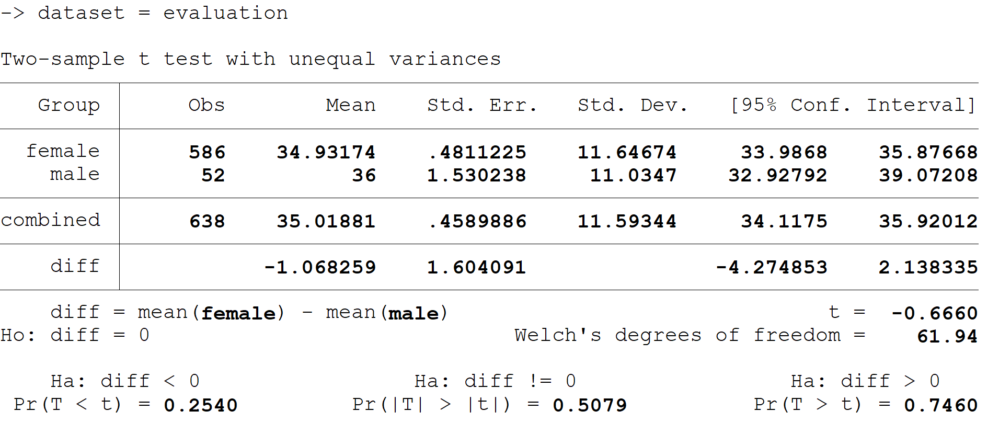 -> dataset = evaluation
Two-sample t test with unequal variances
Group Obs Mean Std. Err. Std. Dev. [95% Conf. Interval]
female 586 34.93174 .4811225 11.64674 33.9868 35.87668
male 52 36 1.530238 11.0347 32.92792 39.07208
combined 638 35.01881 .4589886 11.59344 34.1175 35.92012
diff -1.068259 1.604091 -4.274853 2.138335
diff = mean(female) - mean(male) t = -0.6660
Ho: diff = 0 Welch's degrees of freedom = 61.94
Ha: diff < 0 Ha: diff != 0 Ha: diff > 0
Pr(T < t) = 0.2540 Pr(|T| > |t|) = 0.5079 Pr(T > t) = 0.7460